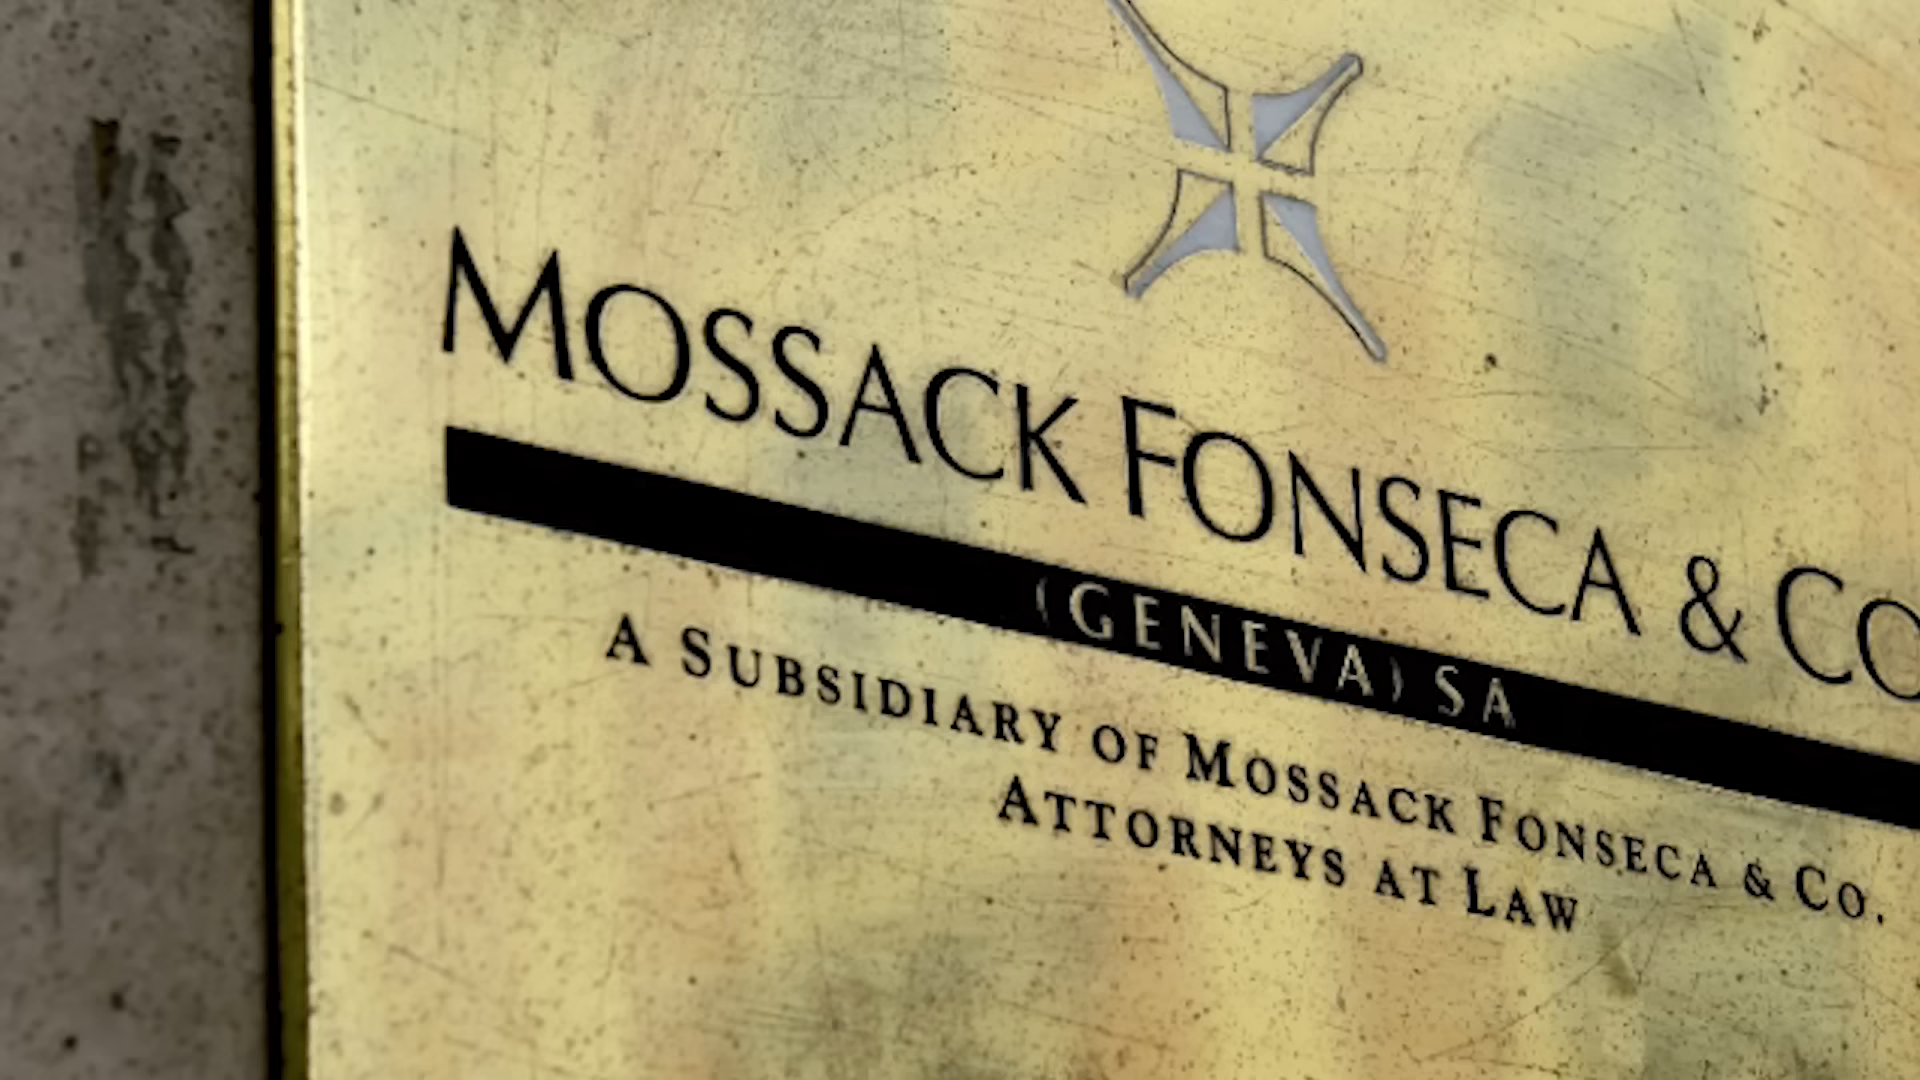 MOSSACK FONSECA & CO
(GENEVA) SA
A SUBSIDIARY OF MOSSACK FONSECA & CO.
ATTORNEYS AT LAW